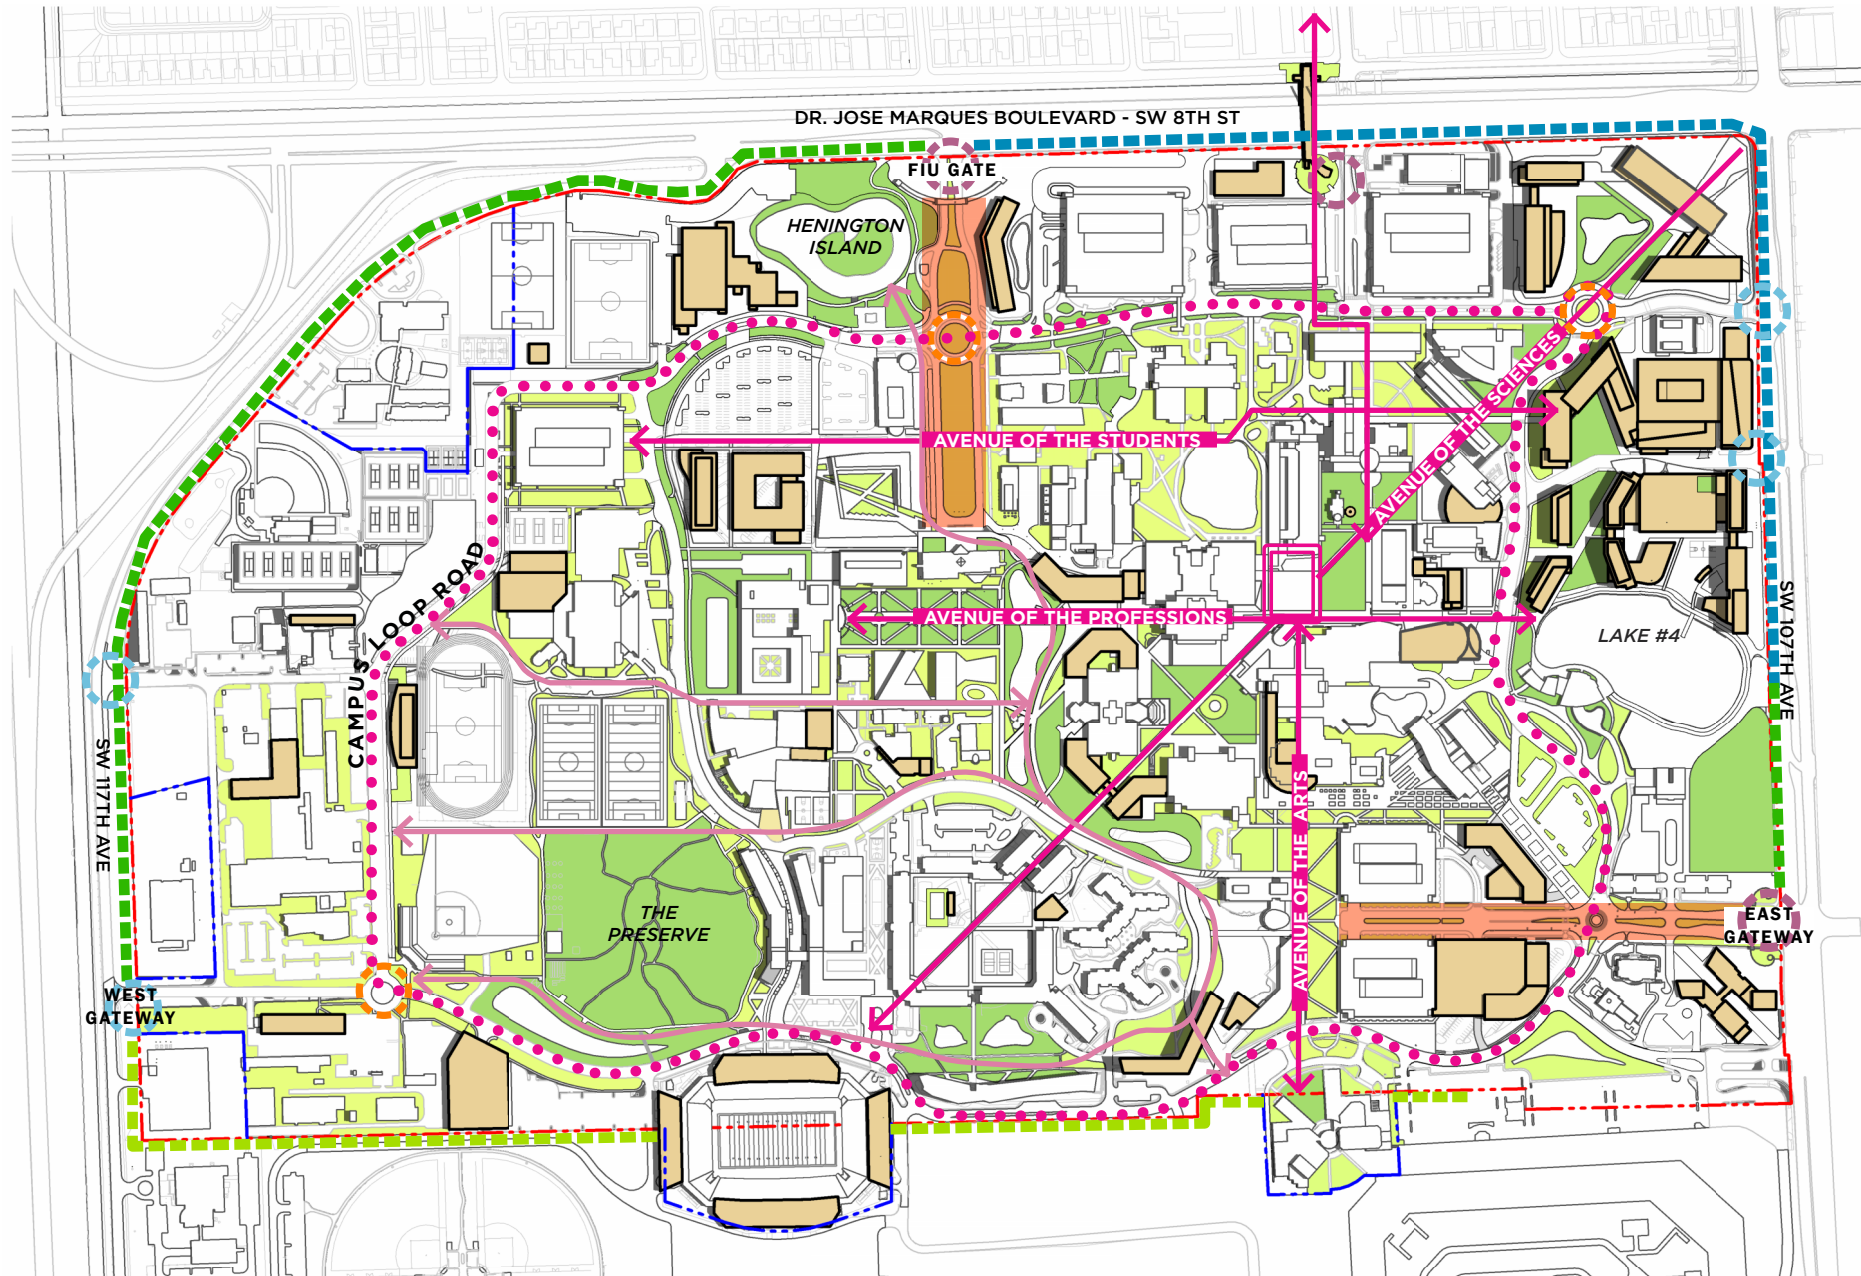 DR. JOSE MARQUES BOULEVARD - SW 8TH ST
FIU GATE
HENINGTON
ISLAND
AVENUE OF THE STUDENTS
AVENUE OF THE SCIENCES
CAMPUS LOOP ROAD
AVENUE OF THE PROFESSIONS
LAKE #4
SW 107TH AVE
SW 117TH AVE
AVENUE OF THE ARTS
THE
PRESERVE
EAST
GATEWAY
WEST
GATEWAY